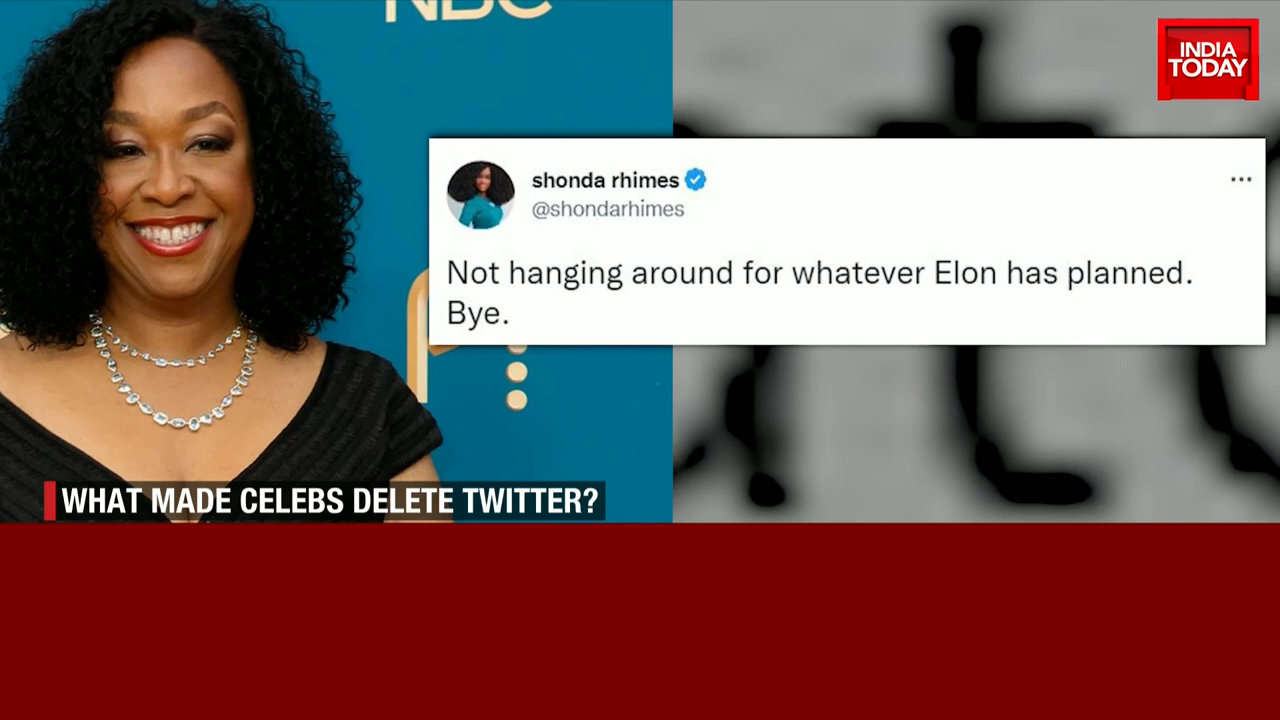 NBC
INDIA
TODAY
shonda rhimes
@shondarhimes
Not hanging around for whatever Elon has planned.
Bye.
WHAT MADE CELEBS DELETE TWITTER?